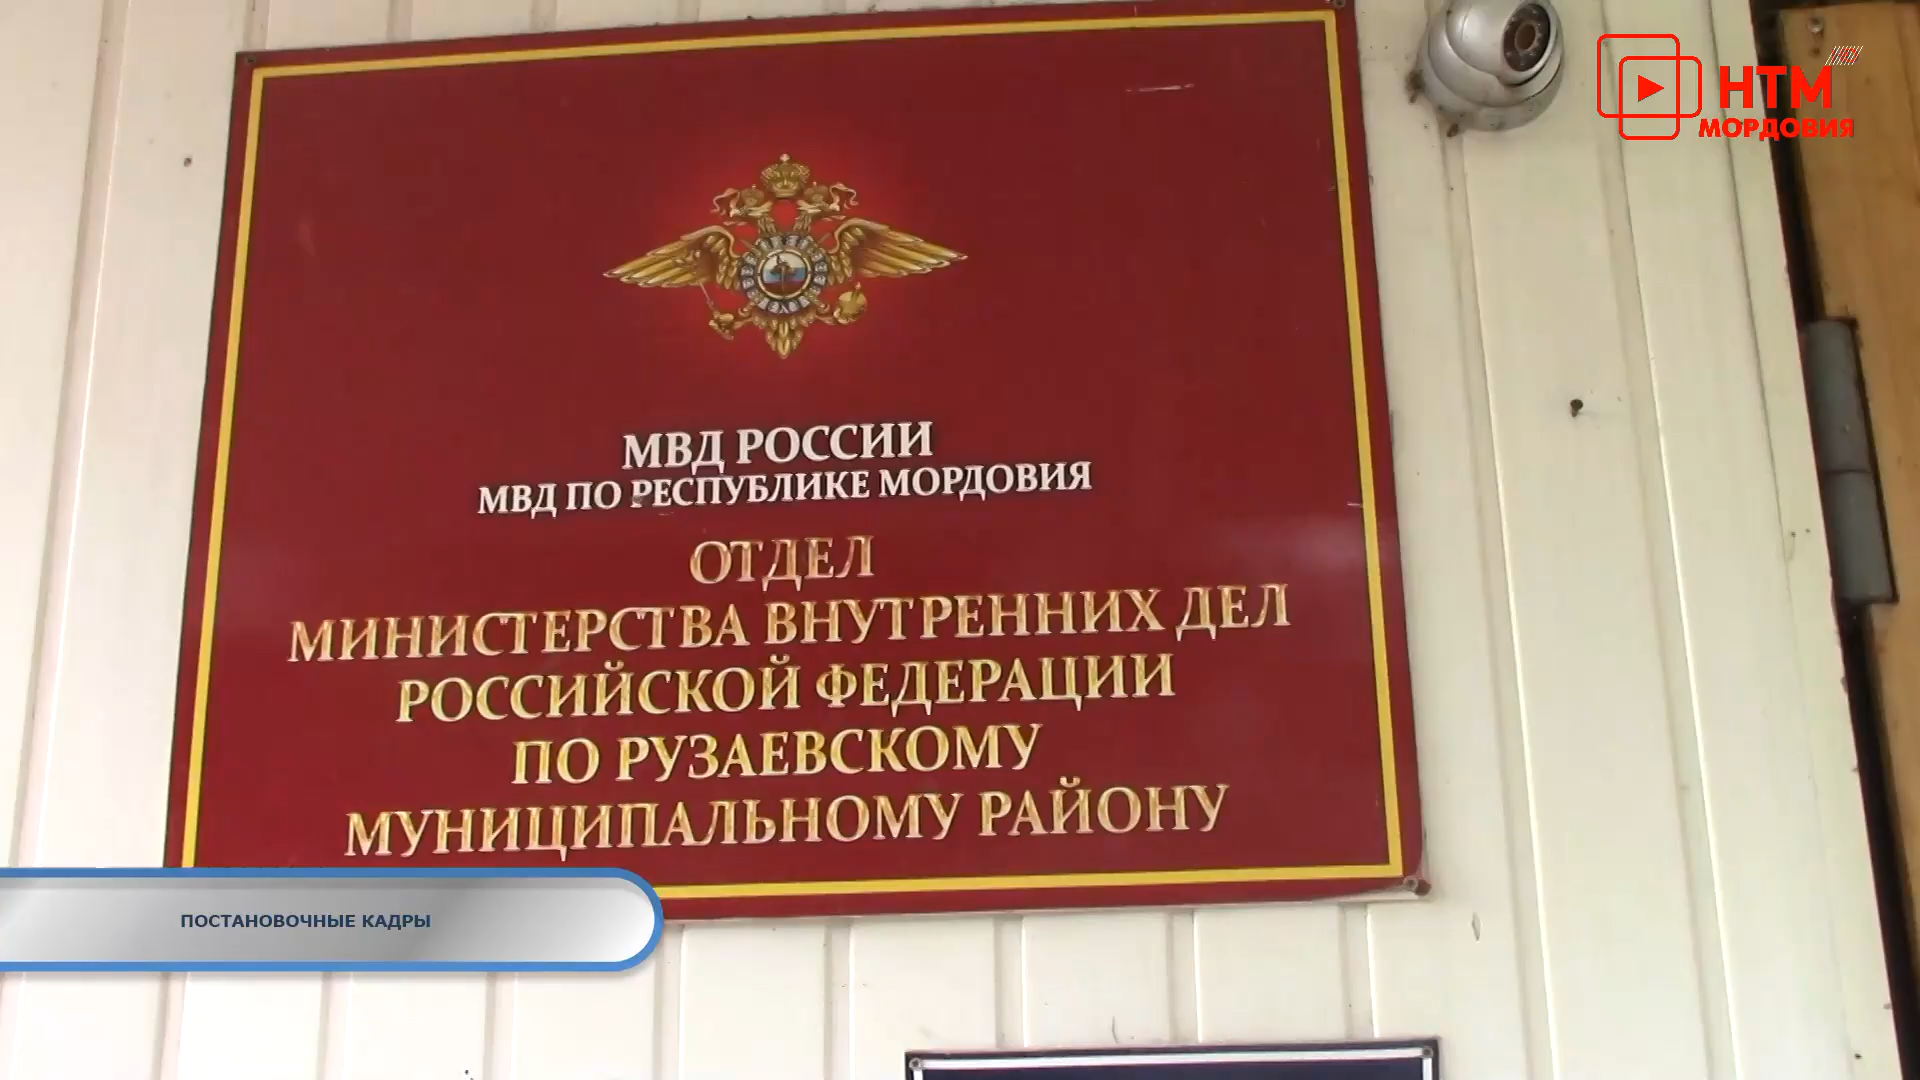 НТМ
МОРДОВИЯ
МВД РОССИИ
МВД ПО РЕСПУБЛИКЕ МОРДОВИЯ
ОТДЕЛ
МИНИСТЕРСТВА ВНУТРЕННИХ ДЕЛ
РОССИЙСКОЙ ФЕДЕРАЦИИ
ПО РУЗАЕВСКОМУ
МУНИЦИПАЛЬНОМУ РАЙОНУ
ПОСТАНОВОЧНЫЕ КАДРЫ